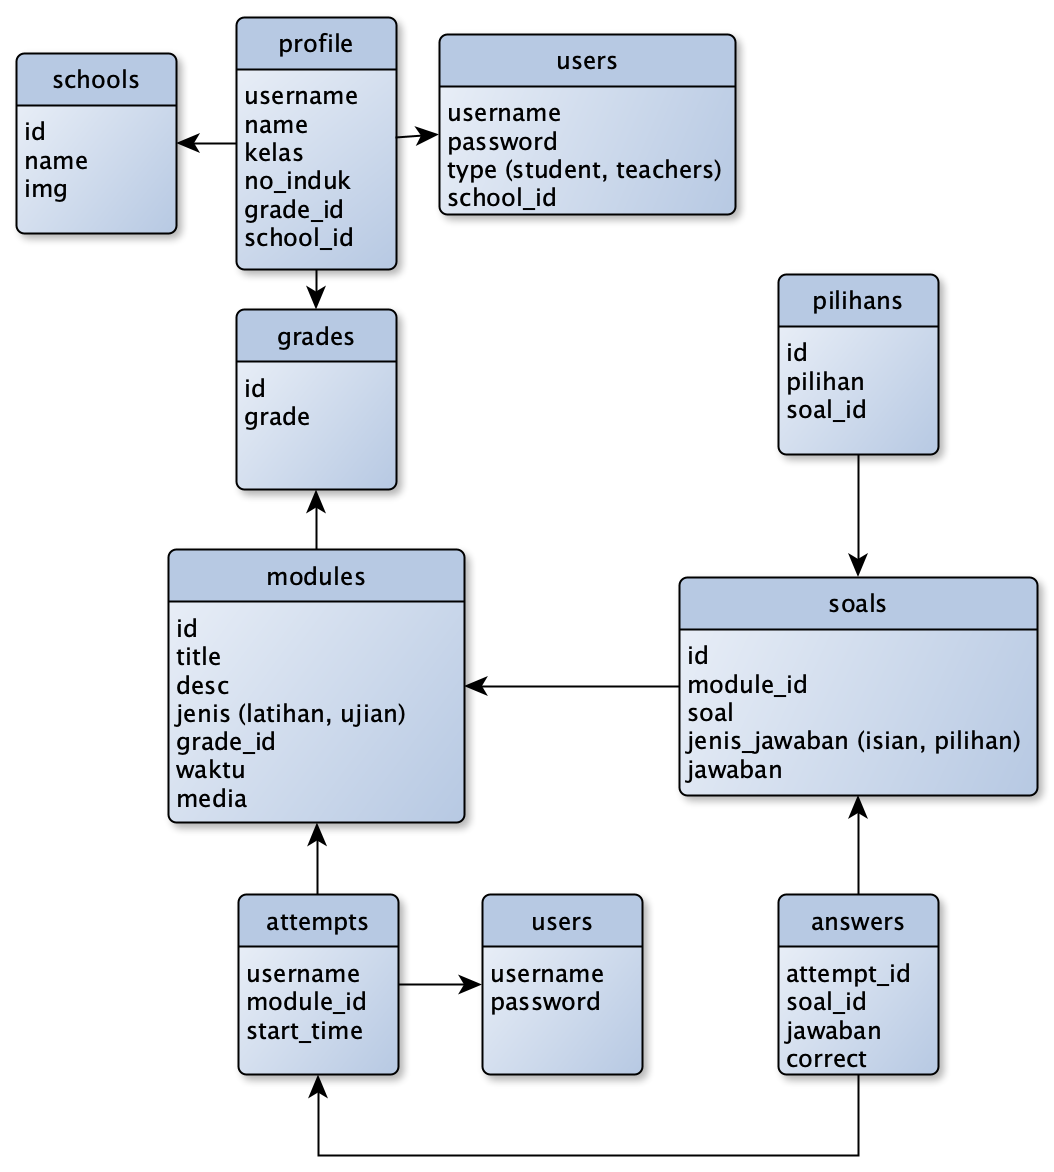 schools
id
name
img
profile
username
name
kelas
no_induk
grade_id
school_id
users
username
password
type (student, teachers)
school_id
grades
id
grade
pilihans
id
pilihan
soal_id
modules
id
title
desc
jenis (latihan, ujian)
grade_id
waktu
media
soals
id
module_id
soal
jenis_jawaban (isian, pilihan)
jawaban
attempts
username
module_id
start_time
users
username
password
answers
attempt_id
soal_id
jawaban
correct